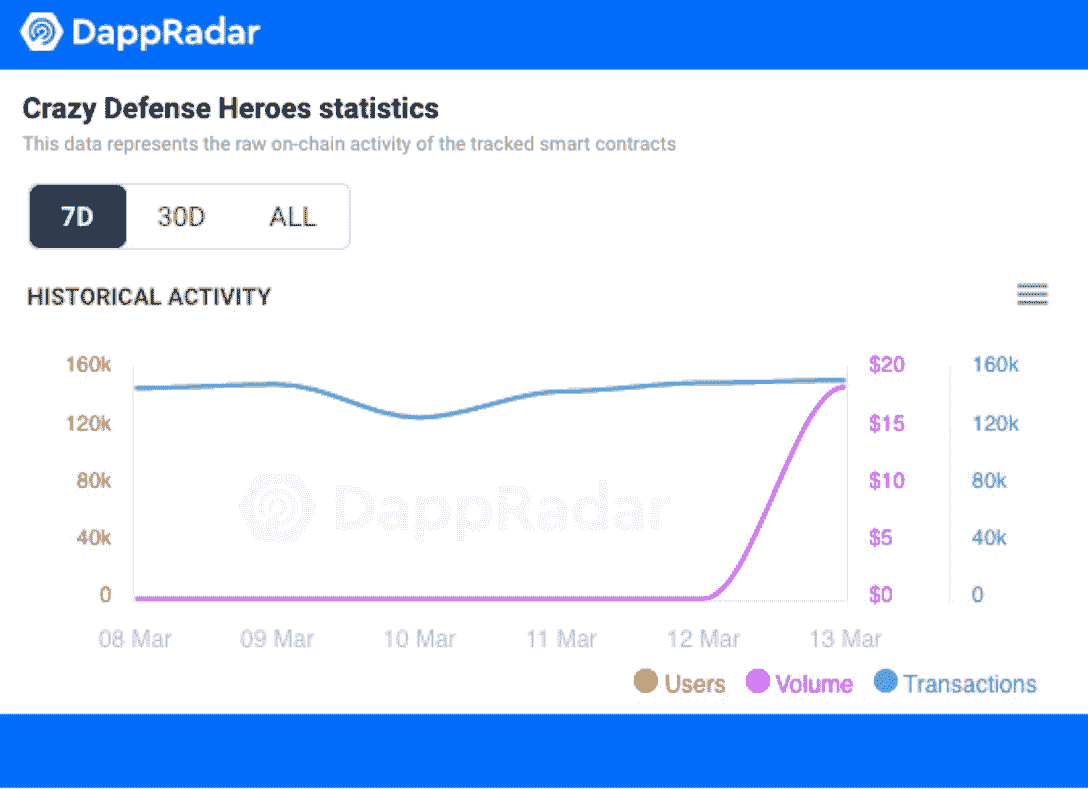 DappRadar
Crazy Defense Heroes statistics
This data represents the raw on-chain activity of the tracked smart contracts
7D 30D ALL
HISTORICAL ACTIVITY
160k $20 160k
120k $15 120k
80k $10 80k
DappRadar
40k $5 40k
0 $0 0
08 Mar 09 Mar 10 Mar 11 Mar 12 Mar 13 Mar
Users Volume Transactions